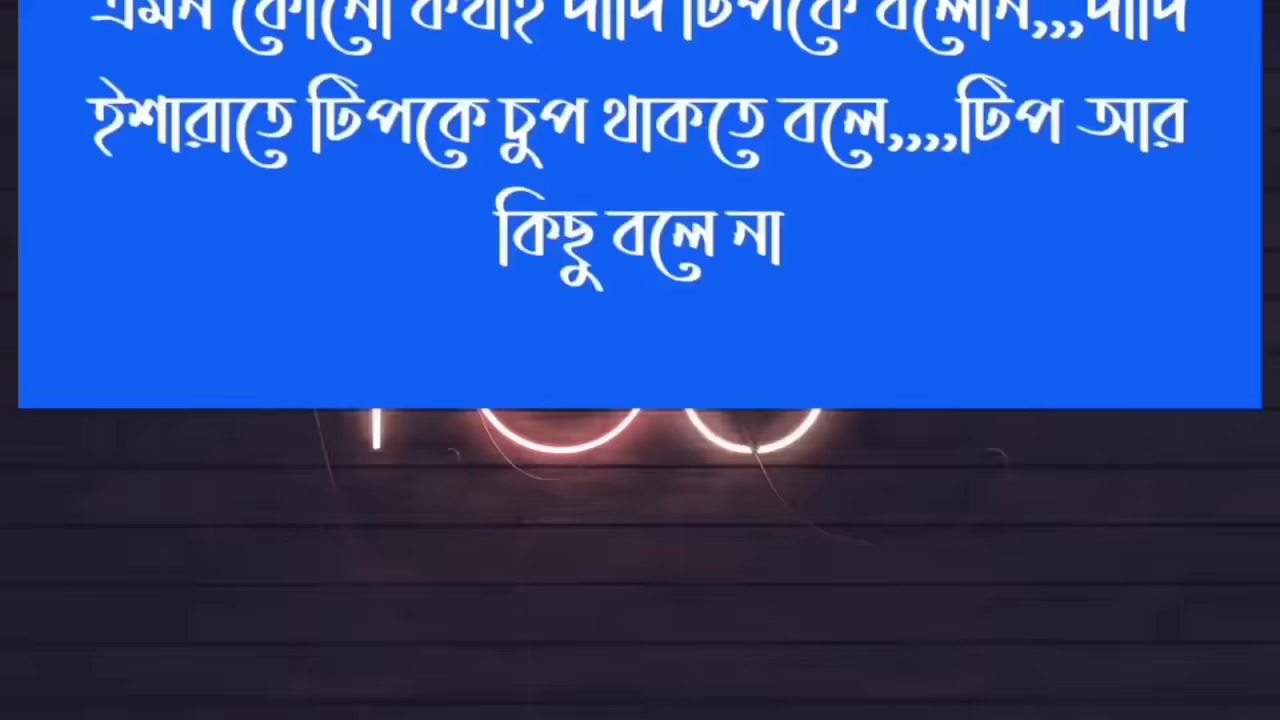 এমন কোনো কথাই দাদি টিপকে বলেনি,,,দাদি
ইশারাতে টিপকে চুপ থাকতে বলে,,,,টিপ আর
কিছু বলে না